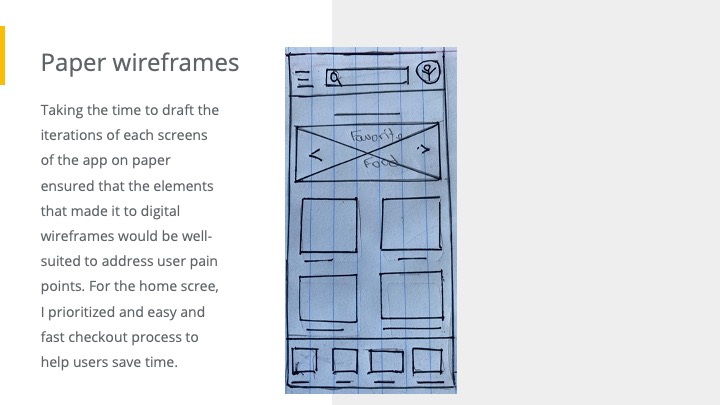 Paper wireframes
Taking the time to draft the
iterations of each screens
of the app on paper
ensured that the elements
that made it to digital
wireframes would be well-
suited to address user pain
points. For the home scree,
I prioritized and easy and
fast checkout process to
help users save time.
Favorite
Food